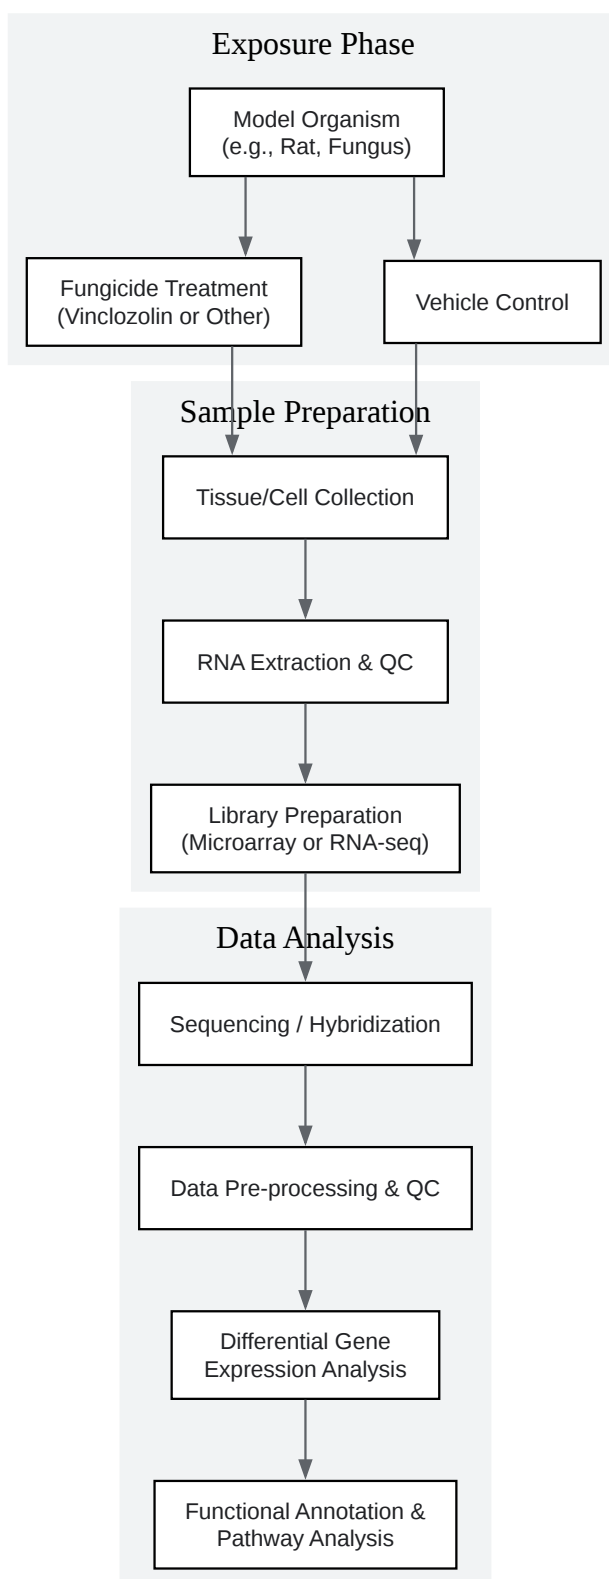 Exposure Phase
Model Organism
(e.g., Rat, Fungus)
Fungicide Treatment
(Vinclozolin or Other)
Vehicle Control
Sample Preparation
Tissue/Cell Collection
RNA Extraction & QC
Library Preparation
(Microarray or RNA-seq)
Data Analysis
Sequencing / Hybridization
Data Pre-processing & QC
Differential Gene
Expression Analysis
Functional Annotation &
Pathway Analysis